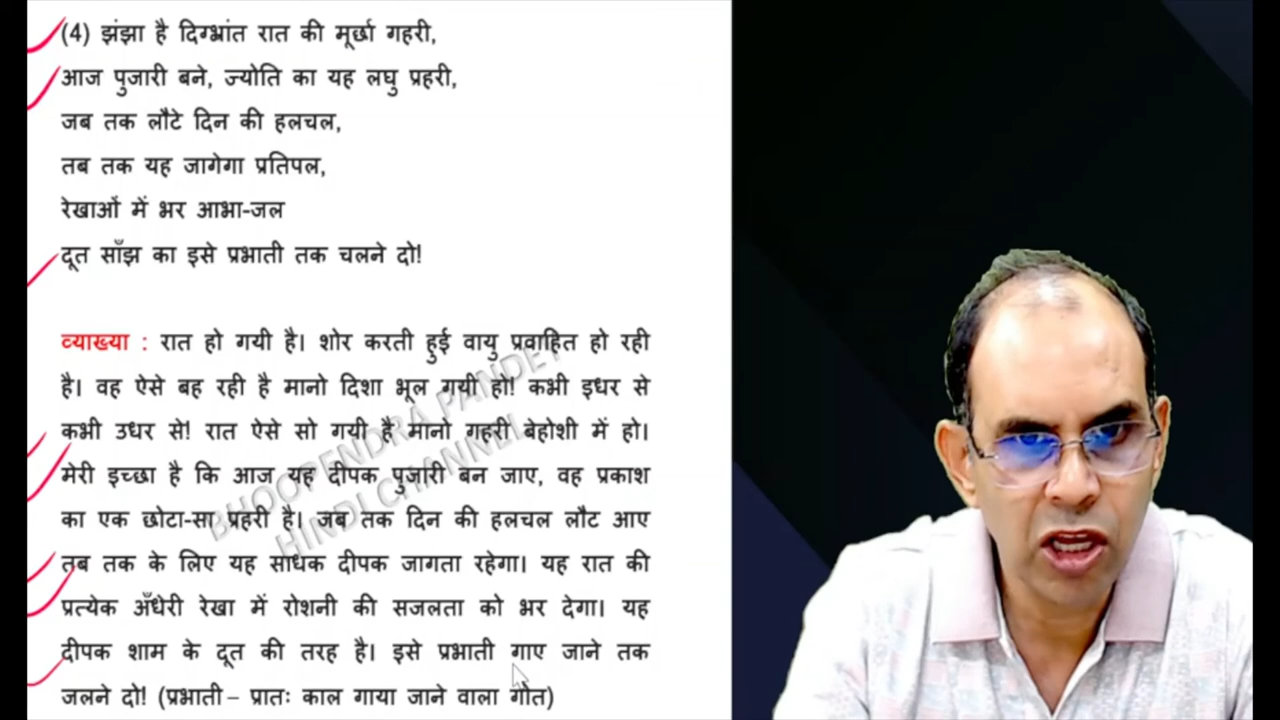 (4) झंझा है दिग्भ्रांत रात की मूर्छा गहरी,
आज पुजारी बने, ज्योति का यह लघु प्रहरी,
जब तक लौटे दिन की हलचल,
तब तक यह जागेगा प्रतिपल,
रेखाओं में भर आभा-जल
दूत साँझ का इसे प्रभाती तक चलने दो!
व्याख्या : रात हो गयी है। शोर करती हुई वायु प्रवाहित हो रही
है। वह ऐसे बह रही है मानो दिशा भूल गयी हो! कभी इधर से
कभी उधर से! रात ऐसे सो गयी है मानो गहरी बेहोशी में हो।
मेरी इच्छा है कि आज यह दीपक पुजारी बन जाए, वह प्रकाश
का एक छोटा-सा प्रहरी है। जब तक दिन की हलचल लौट आए
तब तक के लिए यह साधक दीपक जागता रहेगा। यह रात की
प्रत्येक अँधेरी रेखा में रोशनी की सजलता को भर देगा। यह
दीपक शाम के दूत की तरह है। इसे प्रभाती गाए जाने तक
जलने दो! (प्रभाती – प्रातः काल गाया जाने वाला गीत)
BHOOPENDRA PANDEY
HINDI CHANNEL